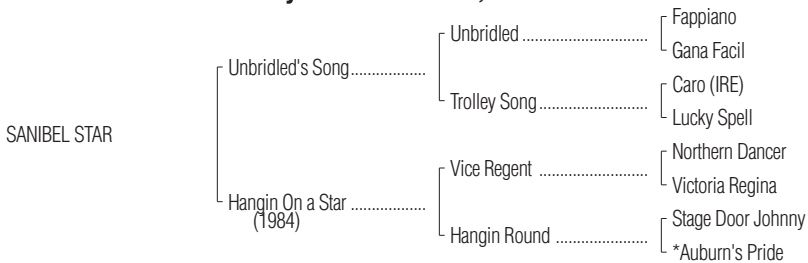 Fappiano
Unbridled ..............................
Gana Facil
Unbridled's Song..................
Caro (IRE)
Trolley Song..........................
Lucky Spell
SANIBEL STAR
Northern Dancer
Vice Regent ..........................
Victoria Regina
Hangin On a Star ..................
(1984)
Stage Door Johnny
Hangin Round ......................
*Auburn's Pride